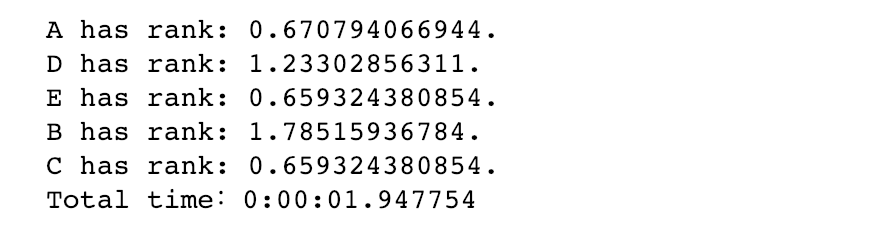 A has rank: 0.670794066944.
D has rank: 1.23302856311.
E has rank: 0.659324380854.
B has rank: 1.78515936784.
C has rank: 0.659324380854.
Total time: 0:00:01.947754